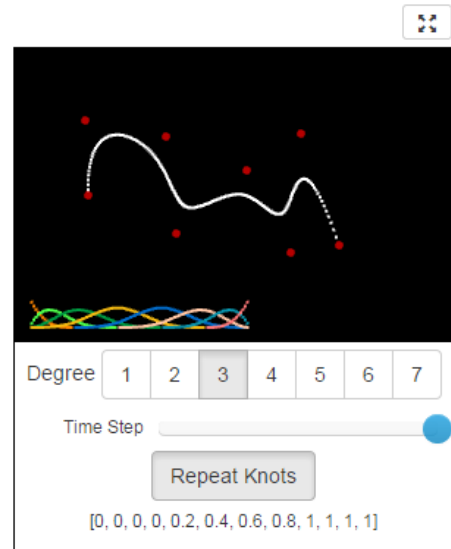 Degree 1 2 3 4 5 6 7
Time Step
Repeat Knots
[0, 0, 0, 0, 0.2, 0.4, 0.6, 0.8, 1, 1, 1, 1]